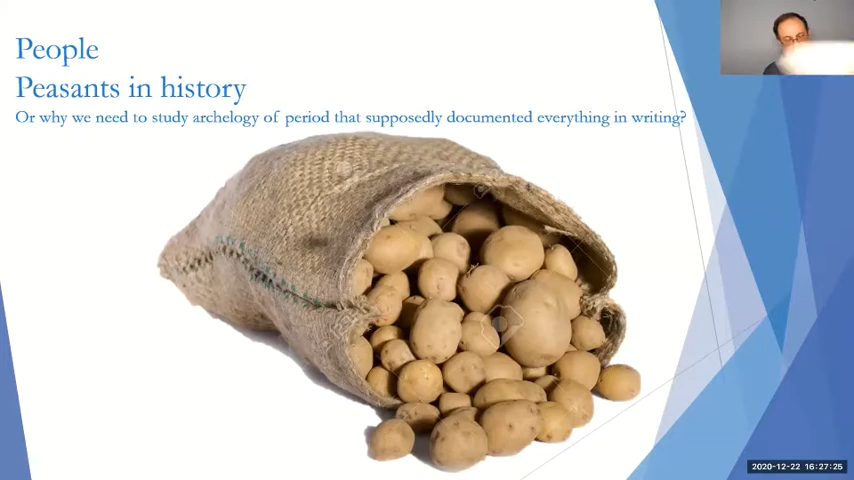 People
Peasants in history
Or why we need to study archelogy of period that supposedly documented everything in writing?
2020-12-22 16:27:25